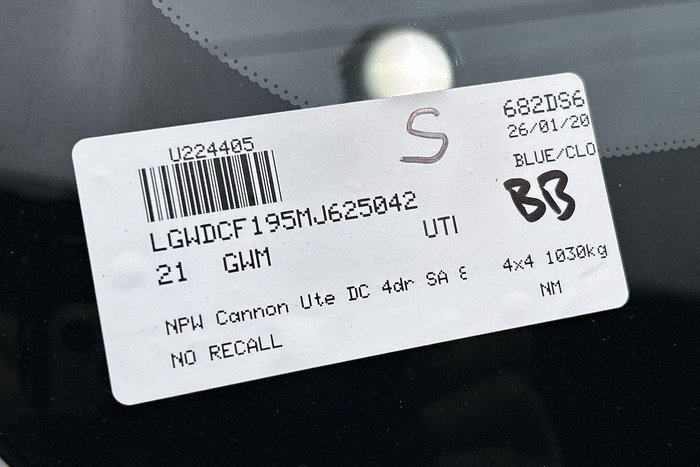 U224405
S
682DS6
26/01/20
BLUE/CLO
BB
LGWDCF195MJ625042
21 GWM UTI
NPW Cannon Ute DC 4dr SA 4x4 1030kg
NO RECALL NM